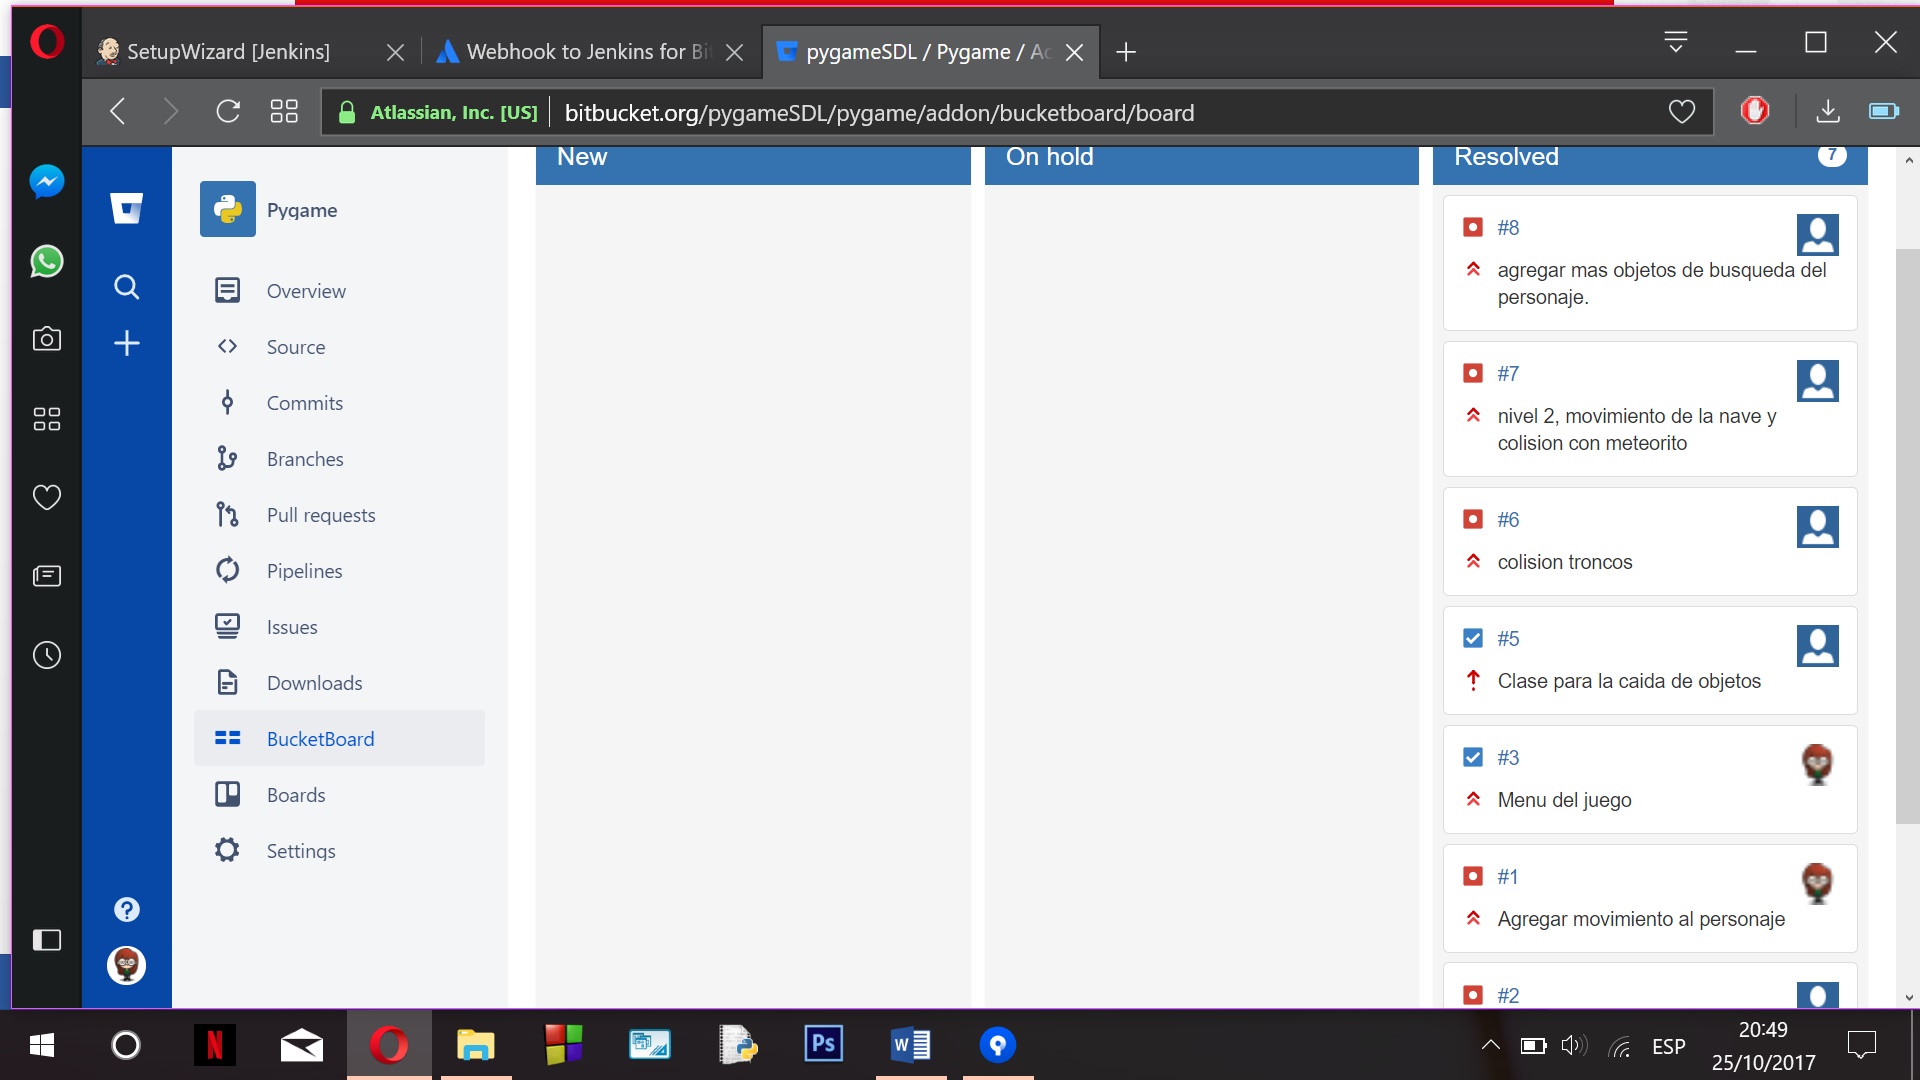 SetupWizard [Jenkins]
Webhook to Jenkins for Bi
pygameSDL / Pygame / Ad
Atlassian, Inc. [US]
bitbucket.org/pygameSDL/pygame/addon/bucketboard/board
Pygame
Overview
Source
Commits
Branches
Pull requests
Pipelines
Issues
Downloads
BucketBoard
Boards
Settings
New
On hold
Resolved
7
#8
agregar mas objetos de busqueda del
personaje.
#7
nivel 2, movimiento de la nave y
colision con meteorito
#6
colision troncos
#5
Clase para la caida de objetos
#3
Menu del juego
#1
Agregar movimiento al personaje
#2
N
Ps
W
ESP
20:49
25/10/2017